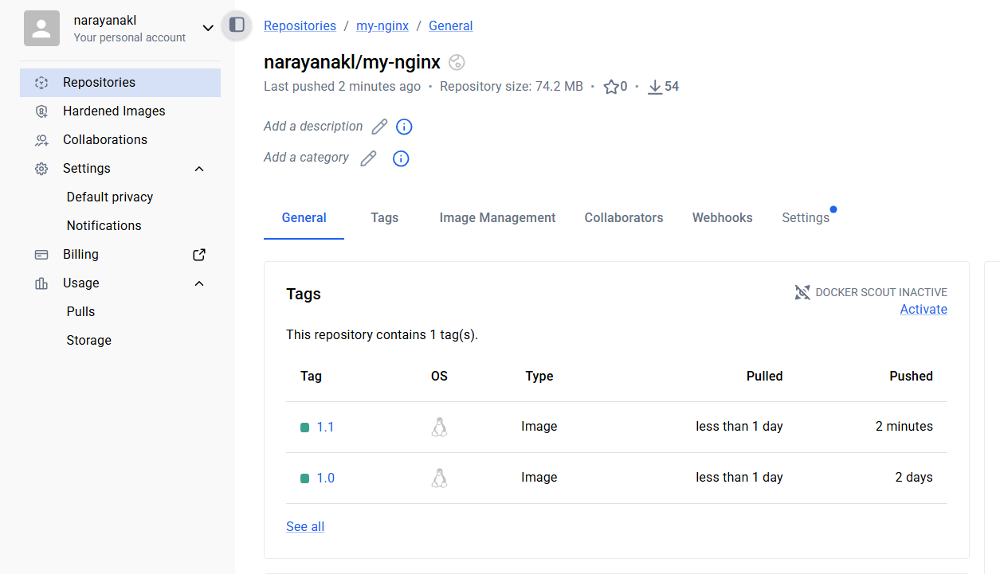 narayanakl
Your personal account
Repositories
Hardened Images
Collaborations
Settings
Default privacy
Notifications
Billing
Usage
Pulls
Storage
Repositories / my-nginx / General
narayanakl/my-nginx
Last pushed 2 minutes ago • Repository size: 74.2 MB • 0 • 54
Add a description
Add a category
General Tags Image Management Collaborators Webhooks Settings
Tags
DOCKER SCOUT INACTIVE
Activate
This repository contains 1 tag(s).
Tag OS Type Pulled Pushed
1.1 Image less than 1 day 2 minutes
1.0 Image less than 1 day 2 days
See all